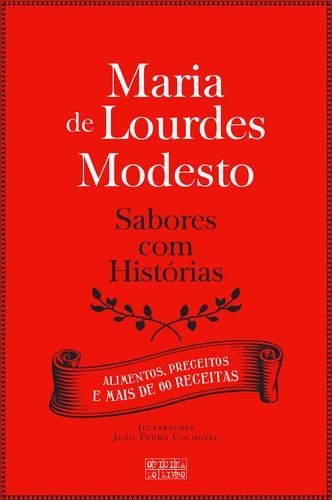 Maria
de Lourdes
Modesto
Sabores
com
Histórias
ALIMENTOS, PRECEITOS
E MAIS DE 60 RECEITAS
ILUSTRAÇÕES
JOÃO PEDRO COCHOFEL
OFICINA
DO LIVRO